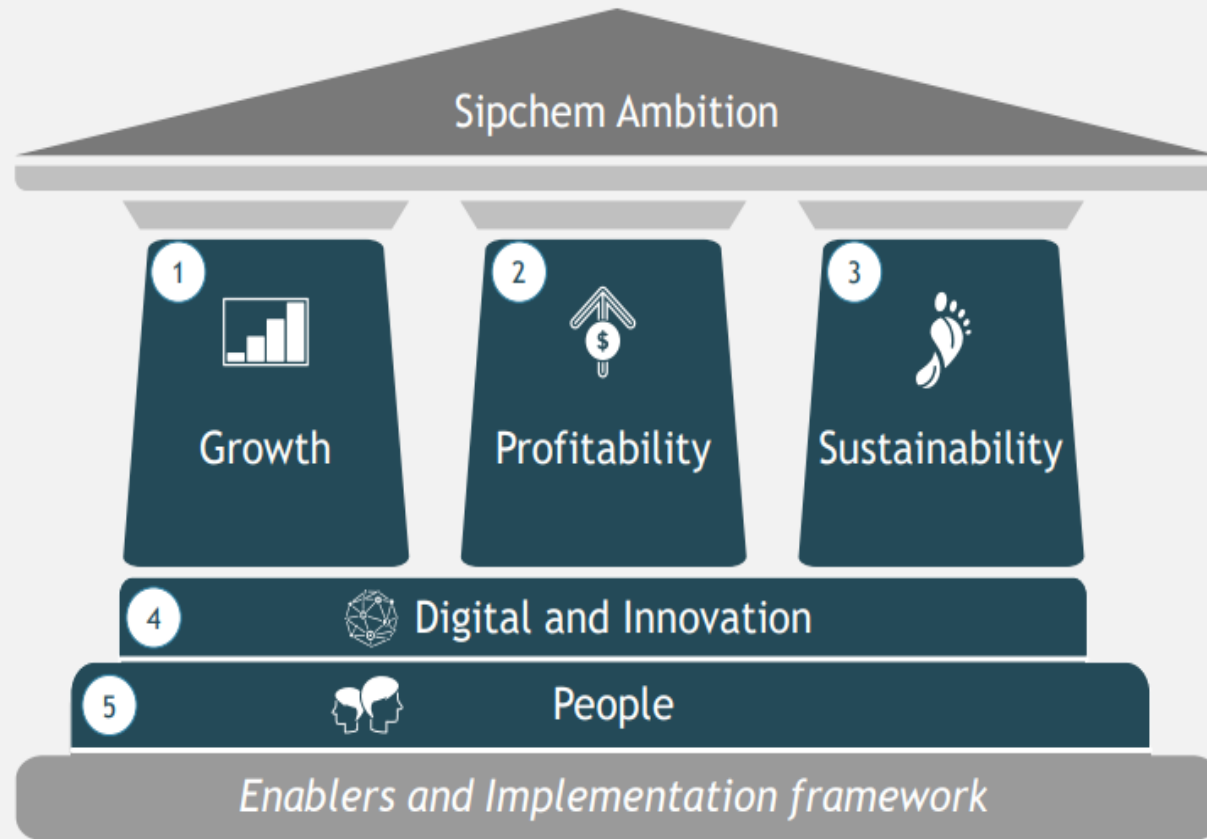 Sipchem Ambition
1
2
3
$
Growth
Profitability
Sustainability
4
Digital and Innovation
5
People
Enablers and Implementation framework